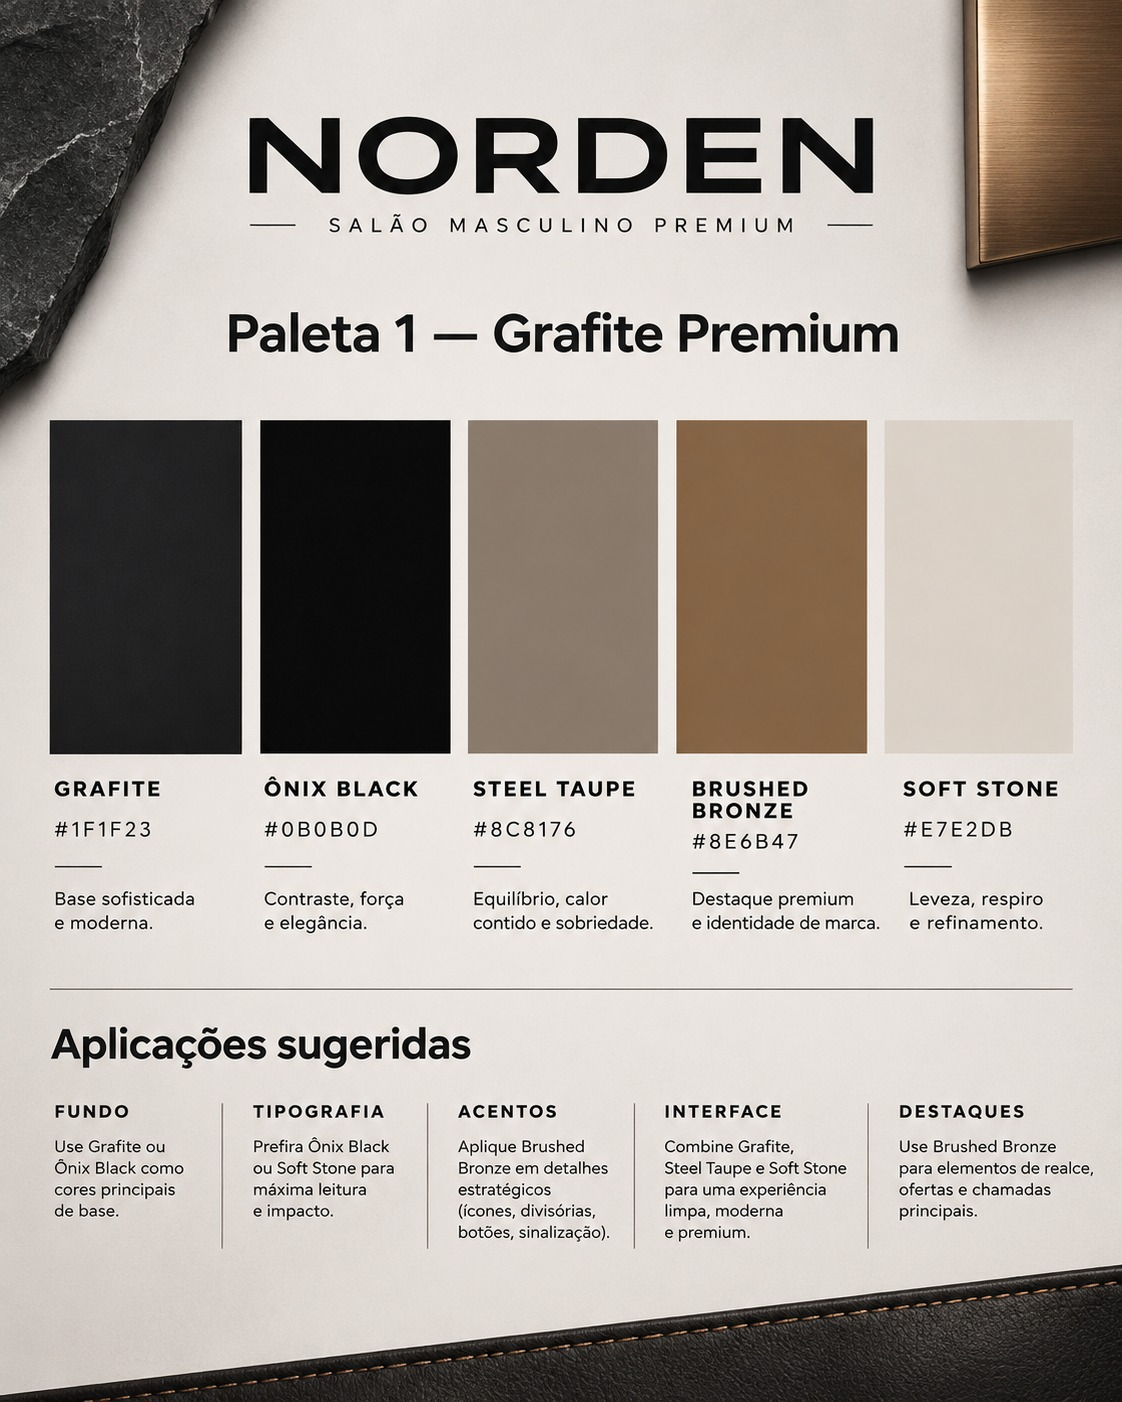 NORDEN
SALÃO MASCULINO PREMIUM
Paleta 1 — Grafite Premium
GRAFITE
#1F1F23
Base sofisticada
e moderna.
ÔNIX BLACK
#0B0B0D
Contraste, força
e elegância.
STEEL TAUPE
#8C8176
Equilíbrio, calor
contido e sobriedade.
BRUSHED
BRONZE
#8E6B47
Destaque premium
e identidade de marca.
SOFT STONE
#E7E2DB
Leveza, respiro
e refinamento.
Aplicações sugeridas
FUNDO
Use Grafite ou
Ônix Black como
cores principais
de base.
TIPOGRAFIA
Prefira Ônix Black
ou Soft Stone para
máxima leitura
e impacto.
ACENTOS
Aplique Brushed
Bronze em detalhes
estratégicos
(ícones, divisórias,
botões, sinalização).
INTERFACE
Combine Grafite,
Steel Taupe e Soft Stone
para uma experiência
limpa, moderna
e premium.
DESTAQUES
Use Brushed Bronze
para elementos de realce,
ofertas e chamadas
principais.